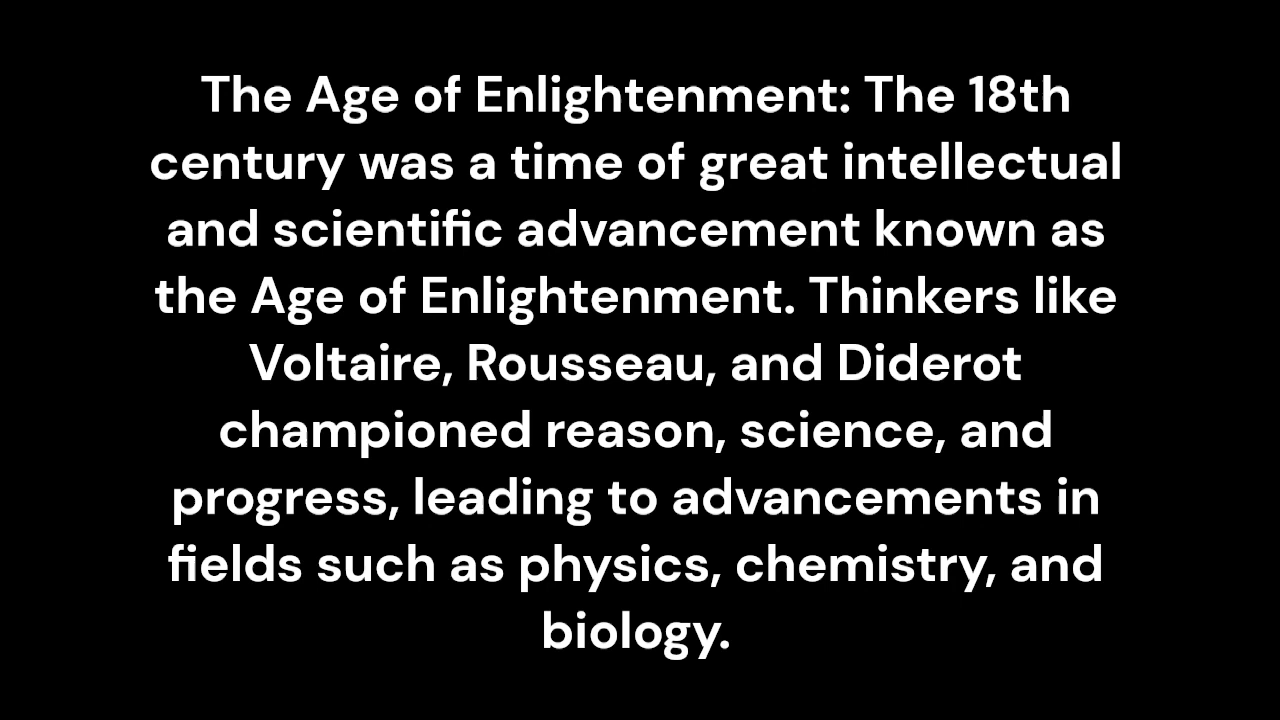 The Age of Enlightenment: The 18th
century was a time of great intellectual
and scientific advancement known as
the Age of Enlightenment. Thinkers like
Voltaire, Rousseau, and Diderot
championed reason, science, and
progress, leading to advancements in
fields such as physics, chemistry, and
biology.